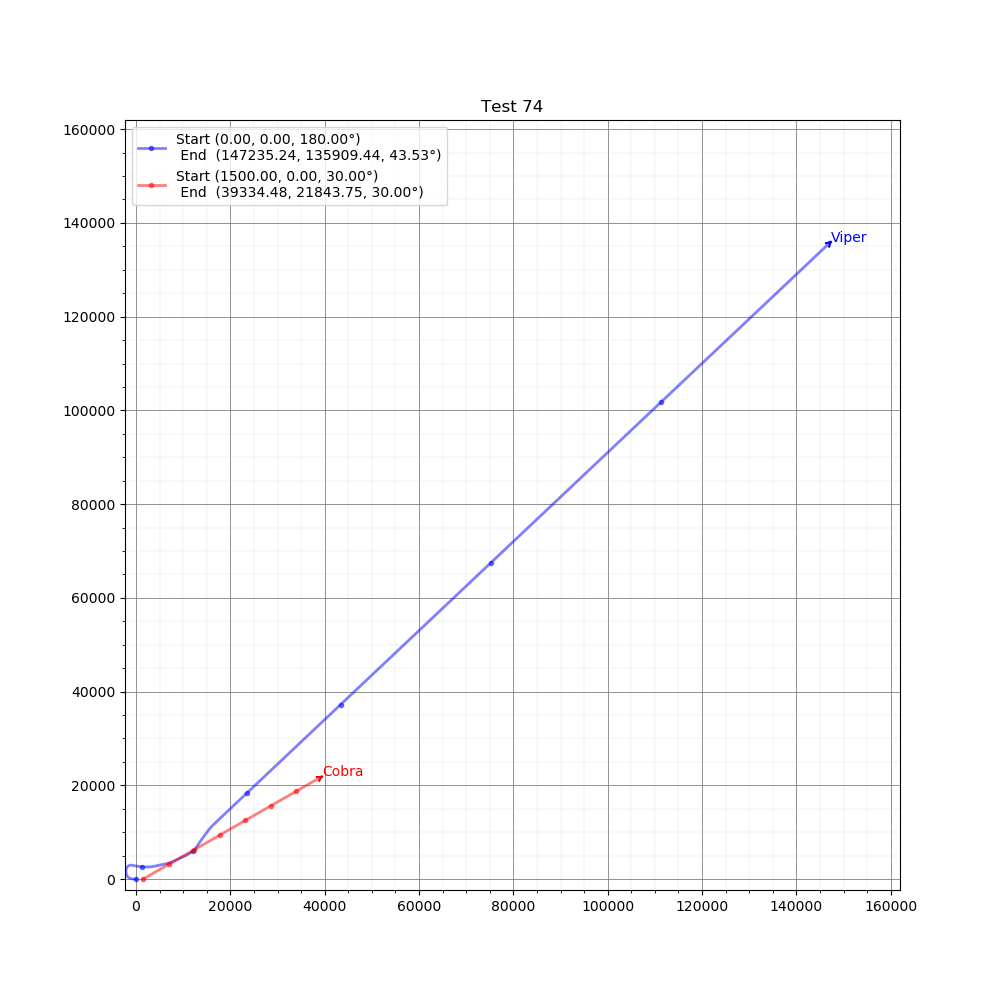 Test 74
Start (0.00, 0.00, 180.00°)
End  (147235.24, 135909.44, 43.53°)
Start (1500.00, 0.00, 30.00°)
End  (39334.48, 21843.75, 30.00°)
160000
140000
120000
100000
80000
60000
40000
20000
0
Viper
Cobra
0 20000 40000 60000 80000 100000 120000 140000 160000